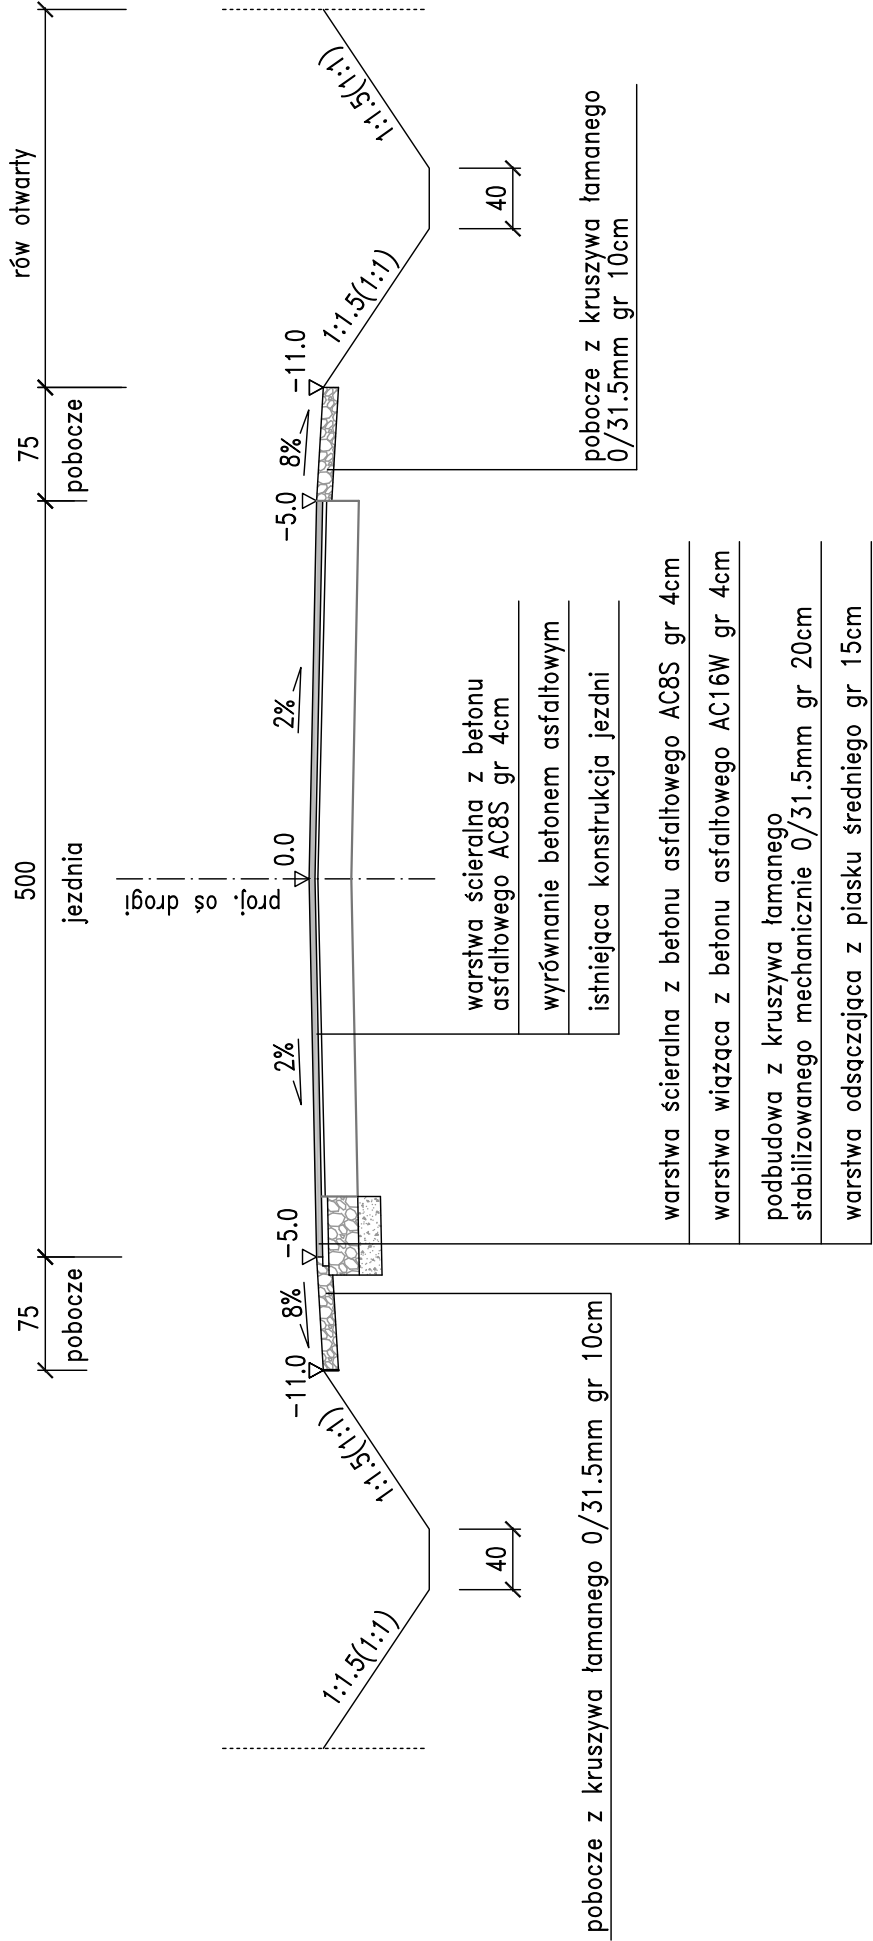 75
500
75
pobocze
jezdnia
pobocze
rów otwarty
proj. oś drogi
-11.0
8%
-5.0
2%
0.0
2%
-5.0
8%
-11.0
1:1.5(1:1)
1:1.5(1:1)
1:1.5(1:1)
1:1.5(1:1)
40
40
warstwa ścieralna z betonu
asfaltowego AC8S gr 4cm
wyrównanie betonem asfaltowym
istniejąca konstrukcja jezdni
pobocze z kruszywa łamanego
0/31.5mm gr 10cm
pobocze z kruszywa łamanego 0/31.5mm gr 10cm
warstwa ścieralna z betonu asfaltowego AC8S gr 4cm
warstwa wiążąca z betonu asfaltowego AC16W gr 4cm
podbudowa z kruszywa łamanego
stabilizowanego mechanicznie 0/31.5mm gr 20cm
warstwa odsączająca z piasku średniego gr 15cm